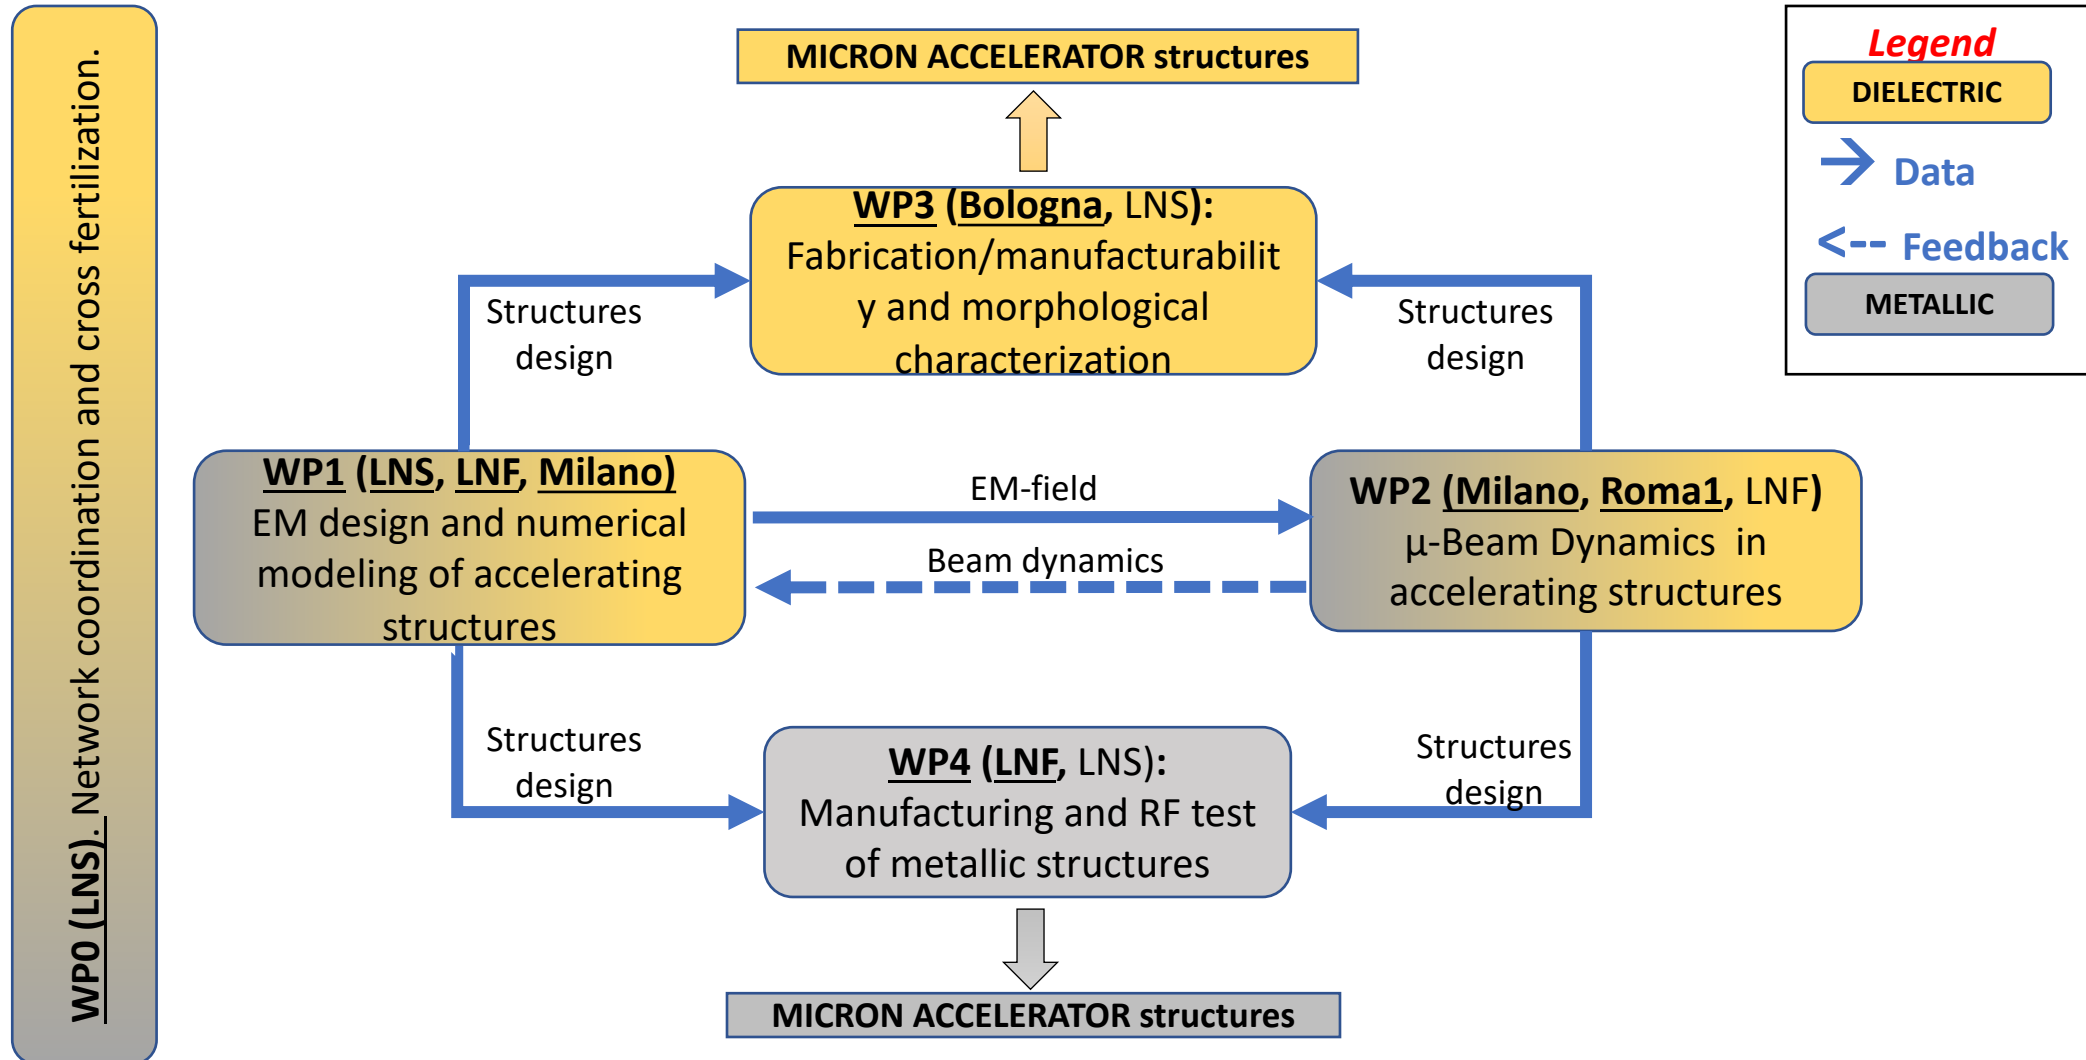 WP0 (LNS). Network coordination and cross fertilization.
MICRON ACCELERATOR structures
WP3 (Bologna, LNS):
Fabrication/manufacturabilit
y and morphological
characterization
Structures
design
Structures
design
WP1 (LNS, LNF, Milano)
EM design and numerical
modeling of accelerating
structures
EM-field
Beam dynamics
WP2 (Milano, Roma1, LNF)
µ-Beam Dynamics in
accelerating structures
Structures
design
WP4 (LNF, LNS):
Manufacturing and RF test
of metallic structures
Structures
design
MICRON ACCELERATOR structures
Legend
DIELECTRIC
Data
<-- Feedback
METALLIC